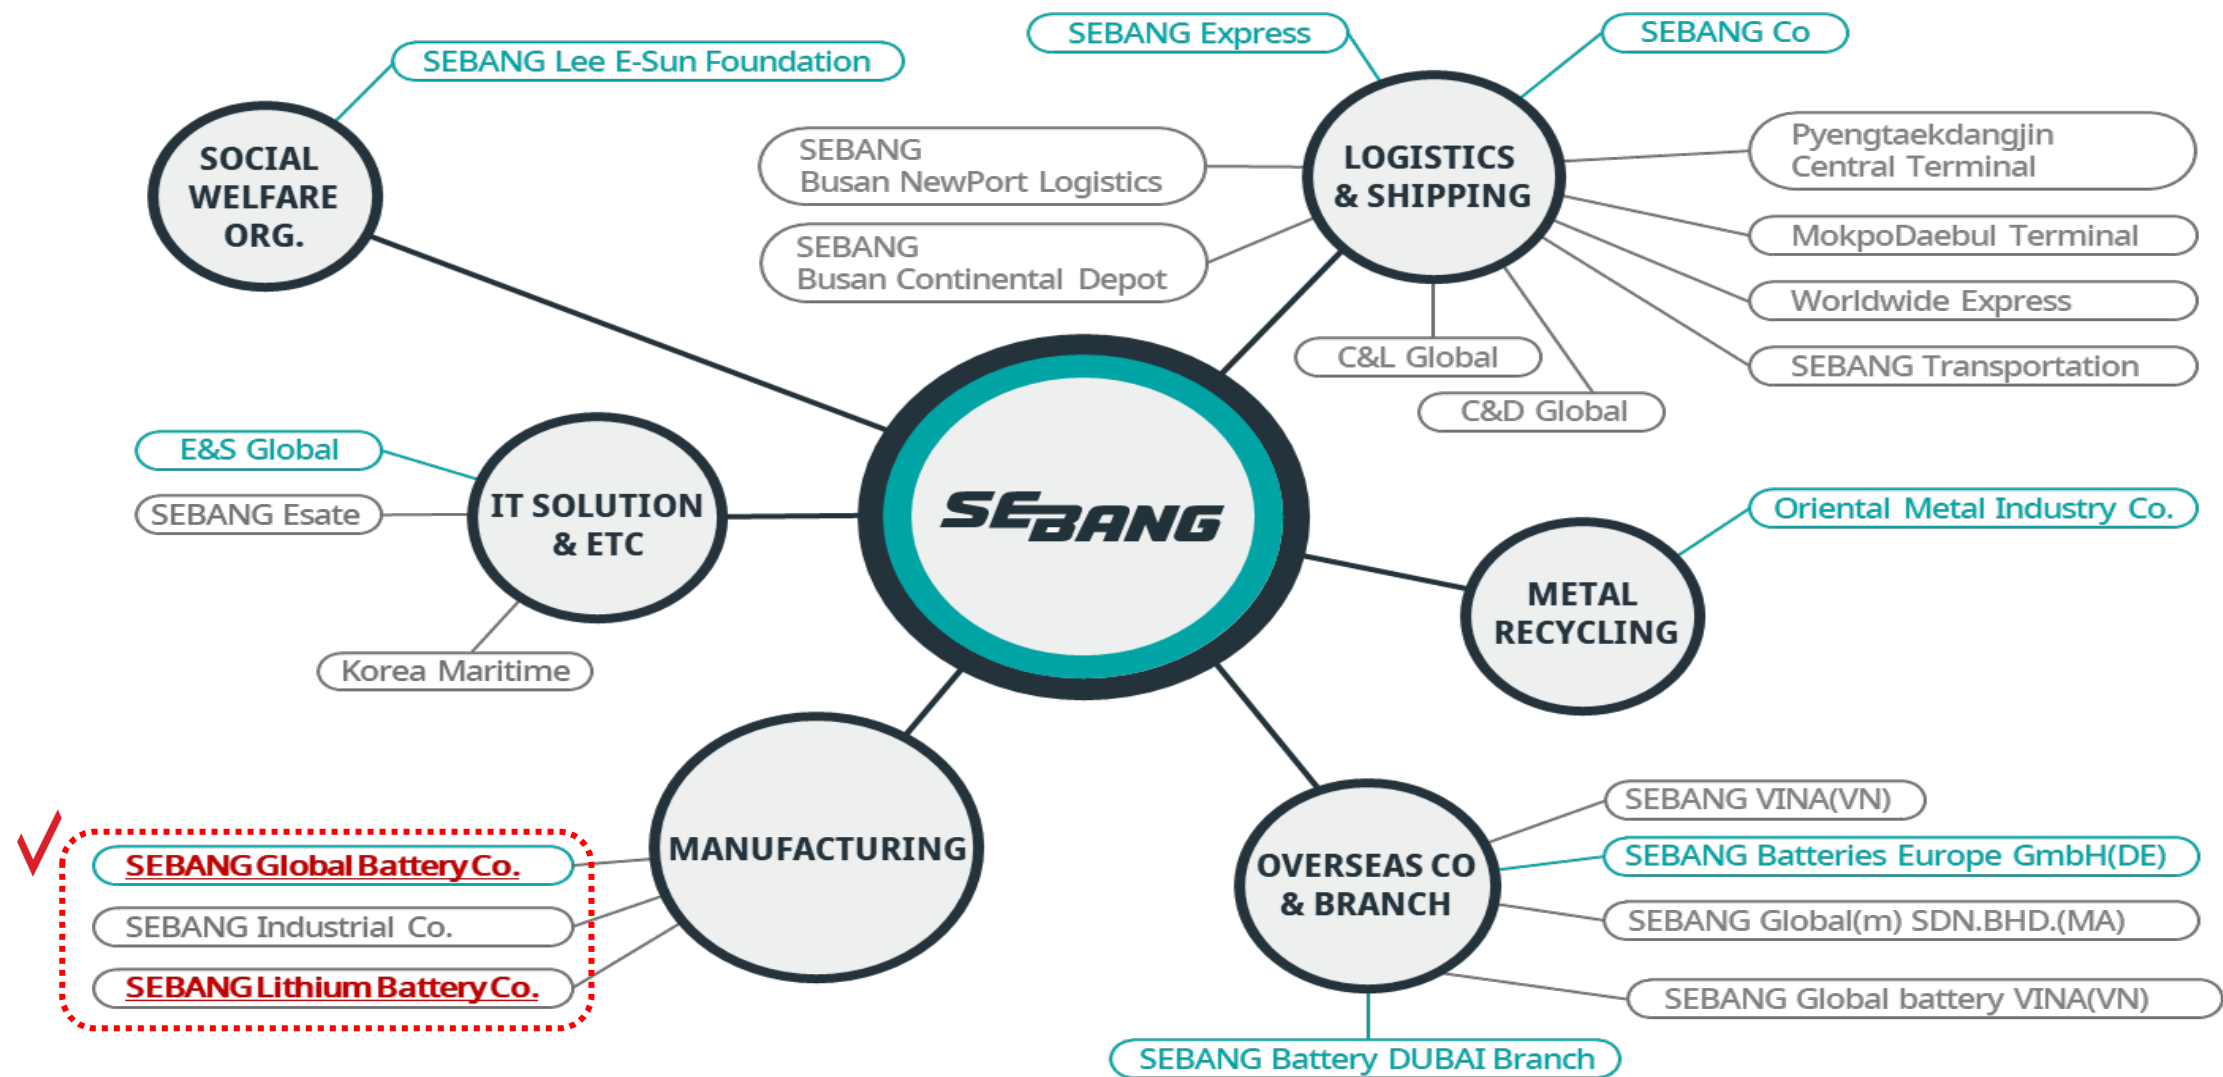 SEBANG Lee E-Sun Foundation
SOCIAL
WELFARE
ORG.
SEBANG Express
SEBANG Co
SEBANG
Busan NewPort Logistics
SEBANG
Busan Continental Depot
LOGISTICS
& SHIPPING
Pyengtaekdangjin
Central Terminal
MokpoDaebul Terminal
Worldwide Express
SEBANG Transportation
C&L Global
C&D Global
E&S Global
SEBANG Esate
Korea Maritime
IT SOLUTION
& ETC
SEBANG
Oriental Metal Industry Co.
METAL
RECYCLING
MANUFACTURING
SEBANG Global Battery Co.
SEBANG Industrial Co.
SEBANG Lithium Battery Co.
OVERSEAS CO
& BRANCH
SEBANG VINA(VN)
SEBANG Batteries Europe GmbH(DE)
SEBANG Global(m) SDN.BHD.(MA)
SEBANG Global battery VINA(VN)
SEBANG Battery DUBAI Branch